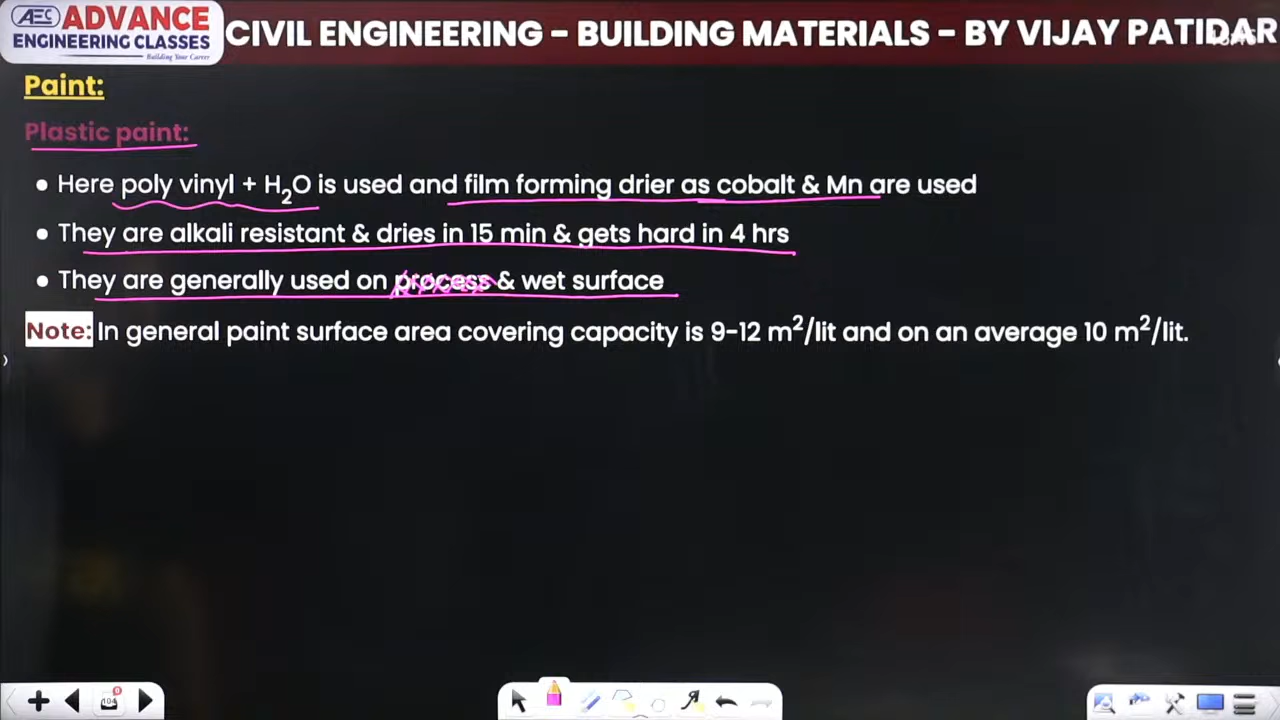 AEC ADVANCE
ENGINEERING CLASSES
Building Your Career
CIVIL ENGINEERING – BUILDING MATERIALS – BY VIJAY PATIDAR
Paint:
Plastic paint:
• Here poly vinyl + H₂O is used and film forming drier as cobalt & Mn are used
• They are alkali resistant & dries in 15 min & gets hard in 4 hrs
• They are generally used on process & wet surface
Note: In general paint surface area covering capacity is 9-12 m²/lit and on an average 10 m²/lit.
104